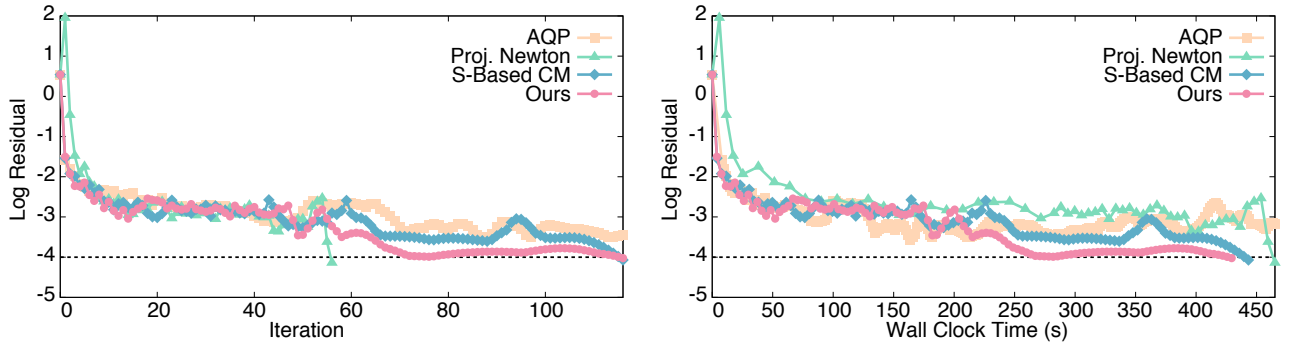 2
1
0
-1
-2
-3
-4
-5
Log Residual
AQP
Proj. Newton
S-Based CM
Ours
0 20 40 60 80 100
Iteration
2
1
0
-1
-2
-3
-4
-5
Log Residual
AQP
Proj. Newton
S-Based CM
Ours
0 50 100 150 200 250 300 350 400 450
Wall Clock Time (s)